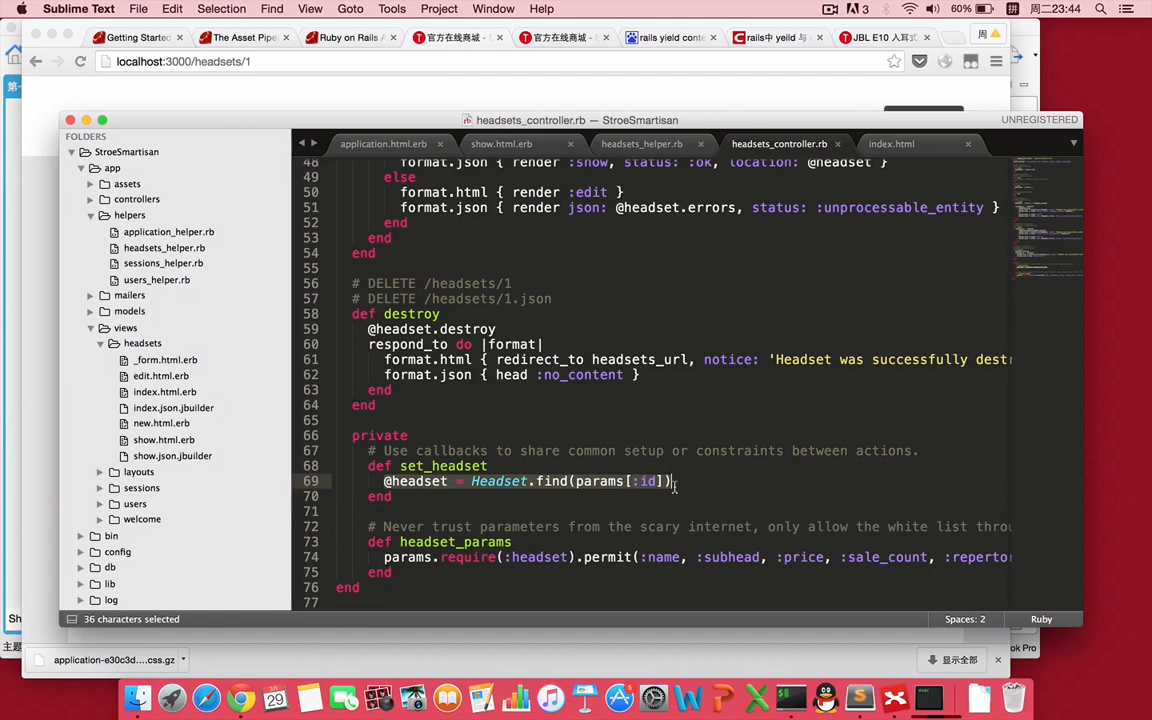 Sublime Text File Edit Selection Find View Goto Tools Project Window Help 3 60% 周二23:44
Getting Started
The Asset Pipe
Ruby on Rails
官方在线商城 -
官方在线商城 -
rails yield cont
rails中 yeild 与
JBL E10 入耳式
周
localhost:3000/headsets/1
headsets_controller.rb — StroeSmartisan
UNREGISTERED
FOLDERS
StroeSmartisan
app
assets
controllers
helpers
application_helper.rb
headsets_helper.rb
sessions_helper.rb
users_helper.rb
mailers
models
views
headsets
_form.html.erb
edit.html.erb
index.html.erb
index.json.jbuilder
new.html.erb
show.html.erb
show.json.jbuilder
layouts
sessions
users
welcome
bin
config
db
lib
log
application.html.erb
show.html.erb
headsets_helper.rb
headsets_controller.rb
index.html
48 format.json { render :show, status: :ok, location: @headset }
49 else
50 format.html { render :edit }
51 format.json { render json: @headset.errors, status: :unprocessable_entity }
52 end
53 end
54 end
55
56 # DELETE /headsets/1
57 # DELETE /headsets/1.json
58 def destroy
59 @headset.destroy
60 respond_to do |format|
61 format.html { redirect_to headsets_url, notice: 'Headset was successfully destr
62 format.json { head :no_content }
63 end
64 end
65
66 private
67 # Use callbacks to share common setup or constraints between actions.
68 def set_headset
69 @headset = Headset.find(params[:id])
70 end
71
72 # Never trust parameters from the scary internet, only allow the white list throu
73 def headset_params
74 params.require(:headset).permit(:name, :subhead, :price, :sale_count, :repertor
75 end
76 end
77
36 characters selected
Spaces: 2
Ruby
application-e30c3d....css.gz
显示全部
29